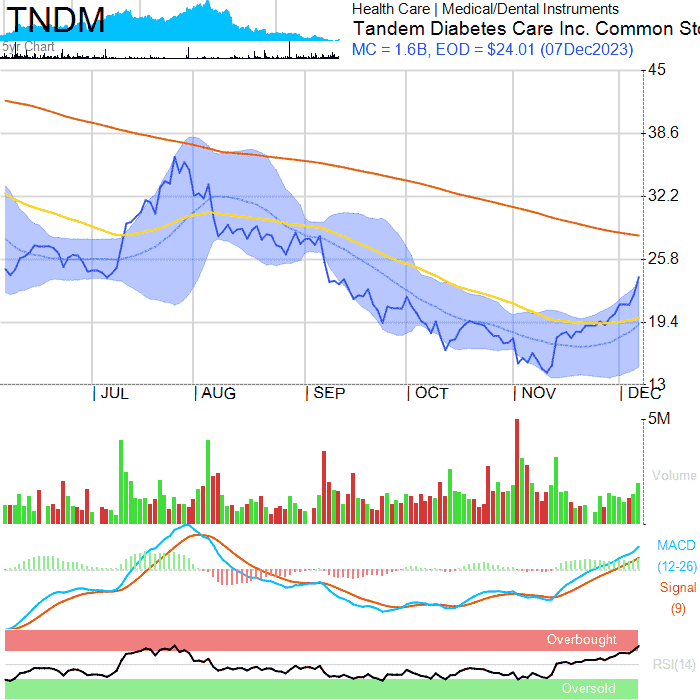 TNDM
5yr Chart
Health Care | Medical/Dental Instruments
Tandem Diabetes Care Inc. Common Sto
MC = 1.6B, EOD = $24.01 (07Dec2023)
45
38.6
32.2
25.8
19.4
13
JUL AUG SEP OCT NOV DEC
5M
Volume
MACD
(12-26)
Signal
(9)
Overbought
RSI(14)
Oversold